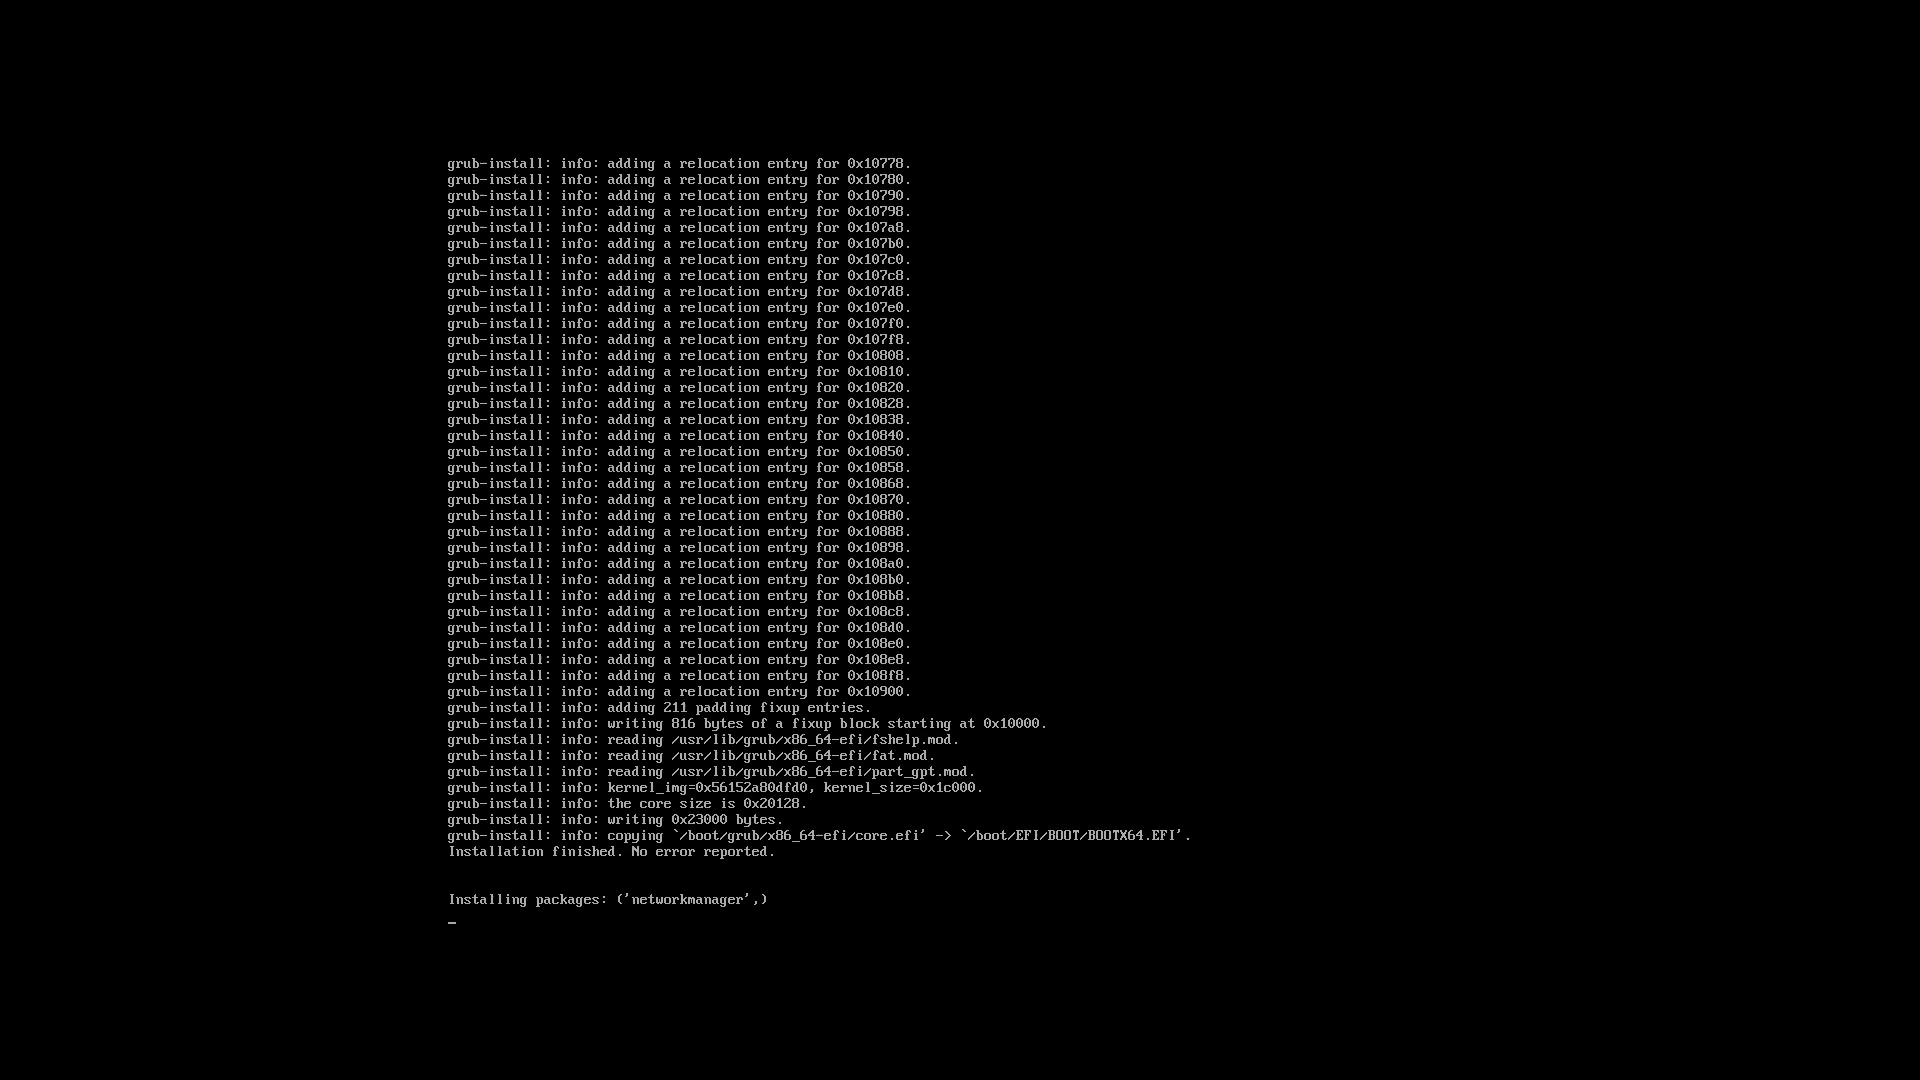 grub-install: info: adding a relocation entry for 0x10778.
grub-install: info: adding a relocation entry for 0x10780.
grub-install: info: adding a relocation entry for 0x10790.
grub-install: info: adding a relocation entry for 0x10798.
grub-install: info: adding a relocation entry for 0x107a8.
grub-install: info: adding a relocation entry for 0x107b0.
grub-install: info: adding a relocation entry for 0x107c0.
grub-install: info: adding a relocation entry for 0x107c8.
grub-install: info: adding a relocation entry for 0x107d8.
grub-install: info: adding a relocation entry for 0x107e0.
grub-install: info: adding a relocation entry for 0x107f0.
grub-install: info: adding a relocation entry for 0x107f8.
grub-install: info: adding a relocation entry for 0x10808.
grub-install: info: adding a relocation entry for 0x10810.
grub-install: info: adding a relocation entry for 0x10820.
grub-install: info: adding a relocation entry for 0x10828.
grub-install: info: adding a relocation entry for 0x10838.
grub-install: info: adding a relocation entry for 0x10840.
grub-install: info: adding a relocation entry for 0x10850.
grub-install: info: adding a relocation entry for 0x10858.
grub-install: info: adding a relocation entry for 0x10868.
grub-install: info: adding a relocation entry for 0x10870.
grub-install: info: adding a relocation entry for 0x10880.
grub-install: info: adding a relocation entry for 0x10888.
grub-install: info: adding a relocation entry for 0x10898.
grub-install: info: adding a relocation entry for 0x108a0.
grub-install: info: adding a relocation entry for 0x108b0.
grub-install: info: adding a relocation entry for 0x108b8.
grub-install: info: adding a relocation entry for 0x108c8.
grub-install: info: adding a relocation entry for 0x108d0.
grub-install: info: adding a relocation entry for 0x108e0.
grub-install: info: adding a relocation entry for 0x108e8.
grub-install: info: adding a relocation entry for 0x108f8.
grub-install: info: adding a relocation entry for 0x10900.
grub-install: info: adding 211 padding fixup entries.
grub-install: info: writing 816 bytes of a fixup block starting at 0x10000.
grub-install: info: reading /usr/lib/grub/x86_64-efi/fshelp.mod.
grub-install: info: reading /usr/lib/grub/x86_64-efi/fat.mod.
grub-install: info: reading /usr/lib/grub/x86_64-efi/part_gpt.mod.
grub-install: info: kernel_img=0x56152a80dfd0, kernel_size=0x1c000.
grub-install: info: the core size is 0x20128.
grub-install: info: writing 0x23000 bytes.
grub-install: info: copying `/boot/grub/x86_64-efi/core.efi' -> `/boot/EFI/BOOT/BOOTX64.EFI'.
Installation finished. No error reported.
Installing packages: ('networkmanager',)
_